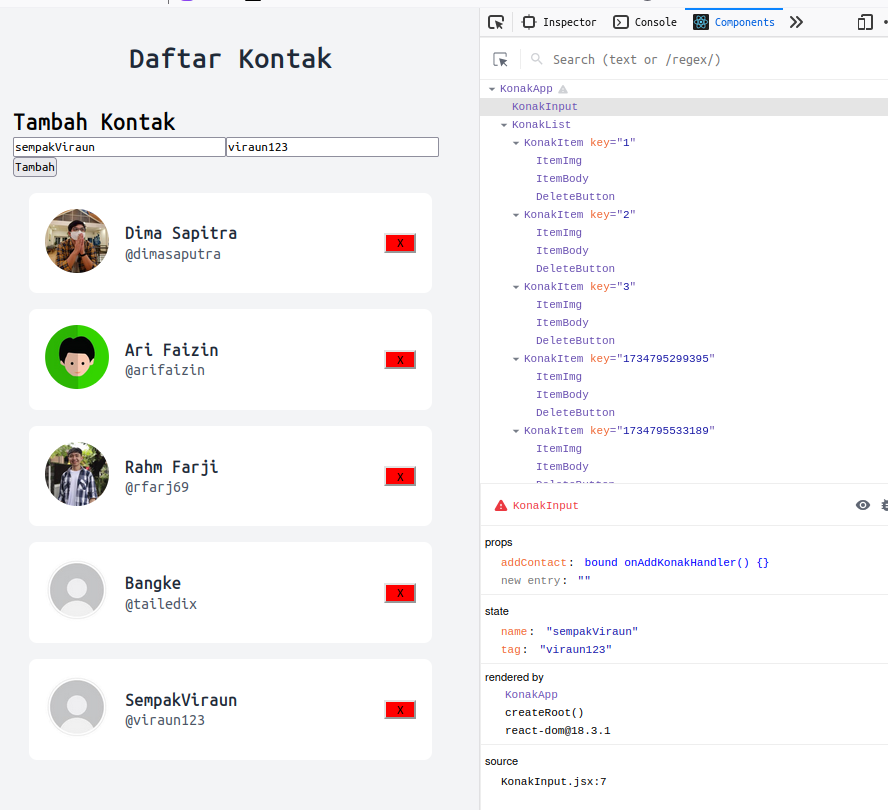 Daftar Kontak
Tambah Kontak
sempakViraun viraun123
Tambah
Dima Sapitra
@dimasaputra
X
Ari Faizin
@arifaizin
X
Rahm Farji
@rfarj69
X
Bangke
@tailedix
X
SempakViraun
@viraun123
X
Inspector Console Components
Search (text or /regex/)
KonakApp
KonakInput
KonakList
KonakItem key="1"
ItemImg
ItemBody
DeleteButton
KonakItem key="2"
ItemImg
ItemBody
DeleteButton
KonakItem key="3"
ItemImg
ItemBody
DeleteButton
KonakItem key="1734795299395"
ItemImg
ItemBody
DeleteButton
KonakItem key="1734795533189"
ItemImg
ItemBody
DeleteButton
KonakInput
props
addContact: bound onAddKonakHandler() {}
new entry: ""
state
name: "sempakViraun"
tag: "viraun123"
rendered by
KonakApp
createRoot()
react-dom@18.3.1
source
KonakInput.jsx:7